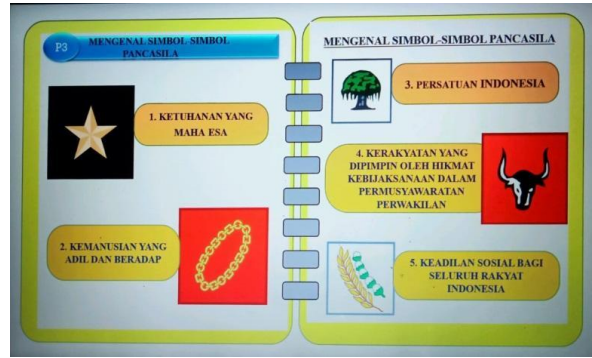 P3
MENGENAL SIMBOL-SIMBOL
PANCASILA
1. KETUHANAN YANG
MAHA ESA
2. KEMANUSIAN YANG
ADIL DAN BERADAP
MENGENAL SIMBOL-SIMBOL PANCASILA
3. PERSATUAN INDONESIA
4. KERAKYATAN YANG
DIPIMPIN OLEH HIKMAT
KEBIJAKSANAAN DALAM
PERMUSYAWARATAN
PERWAKILAN
5. KEADILAN SOSIAL BAGI
SELURUH RAKYAT
INDONESIA